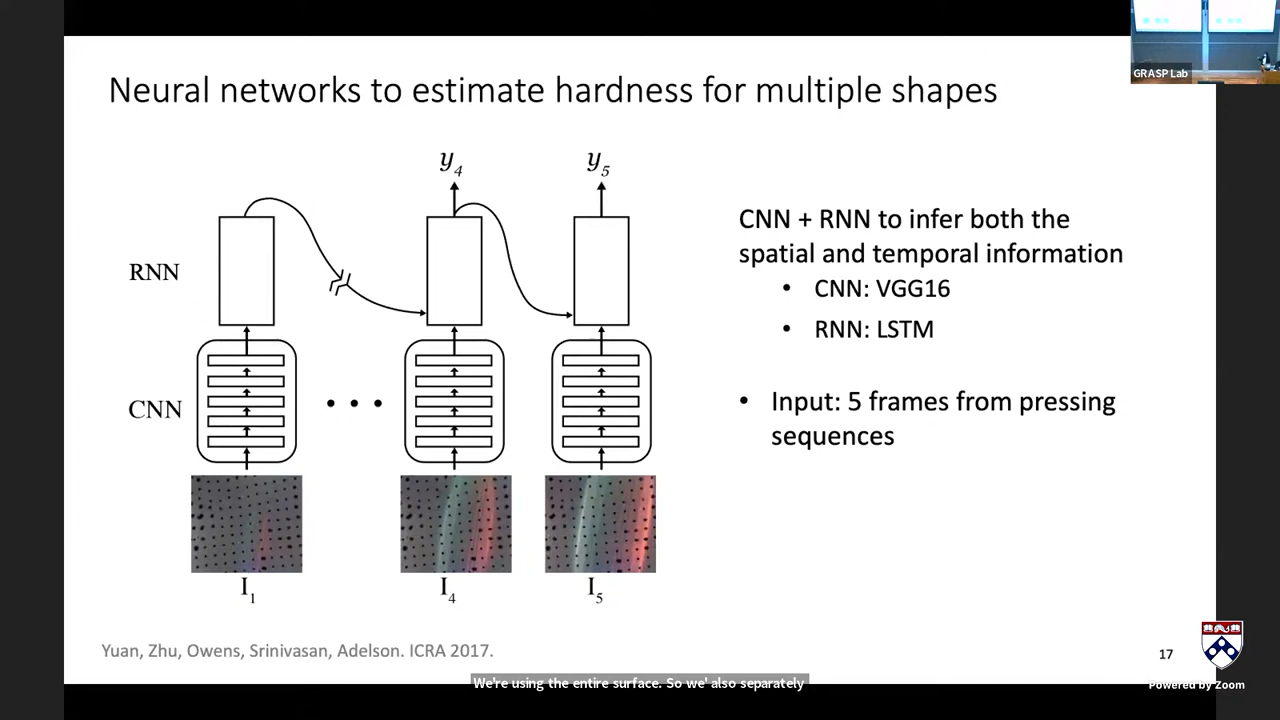 GRASP Lab
Neural networks to estimate hardness for multiple shapes
y4
y5
RNN
CNN
I1
I4
I5
CNN + RNN to infer both the
spatial and temporal information
• CNN: VGG16
• RNN: LSTM
• Input: 5 frames from pressing
sequences
Yuan, Zhu, Owens, Srinivasan, Adelson. ICRA 2017.
17
We're using the entire surface. So we' also separately
Powered by Zoom